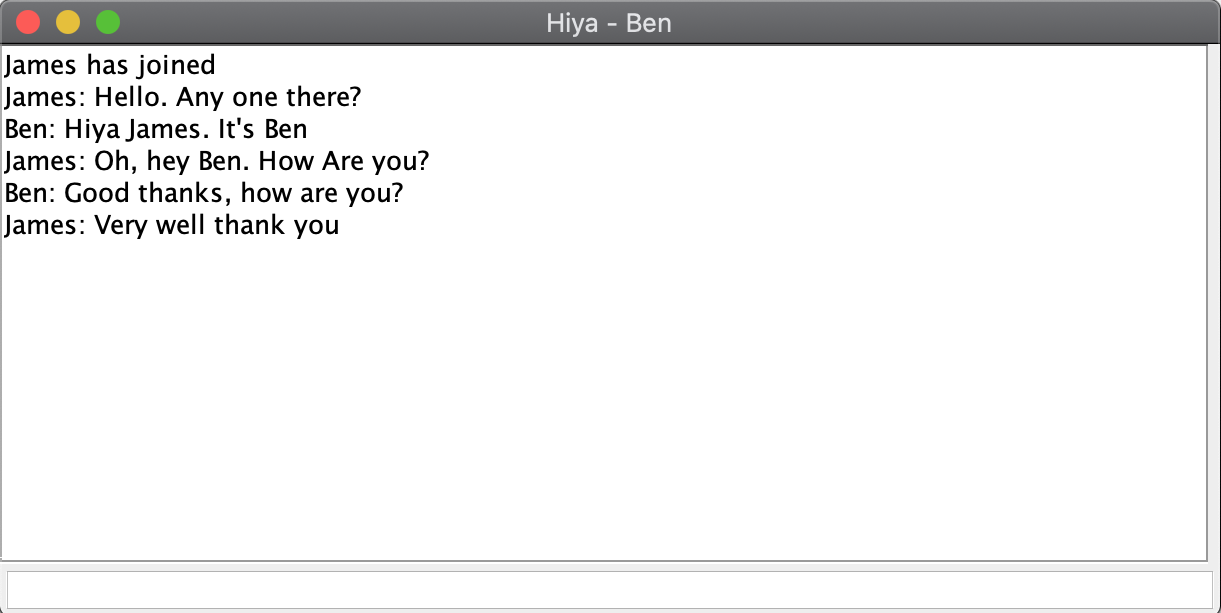 Hiya - Ben
James has joined
James: Hello. Any one there?
Ben: Hiya James. It's Ben
James: Oh, hey Ben. How Are you?
Ben: Good thanks, how are you?
James: Very well thank you